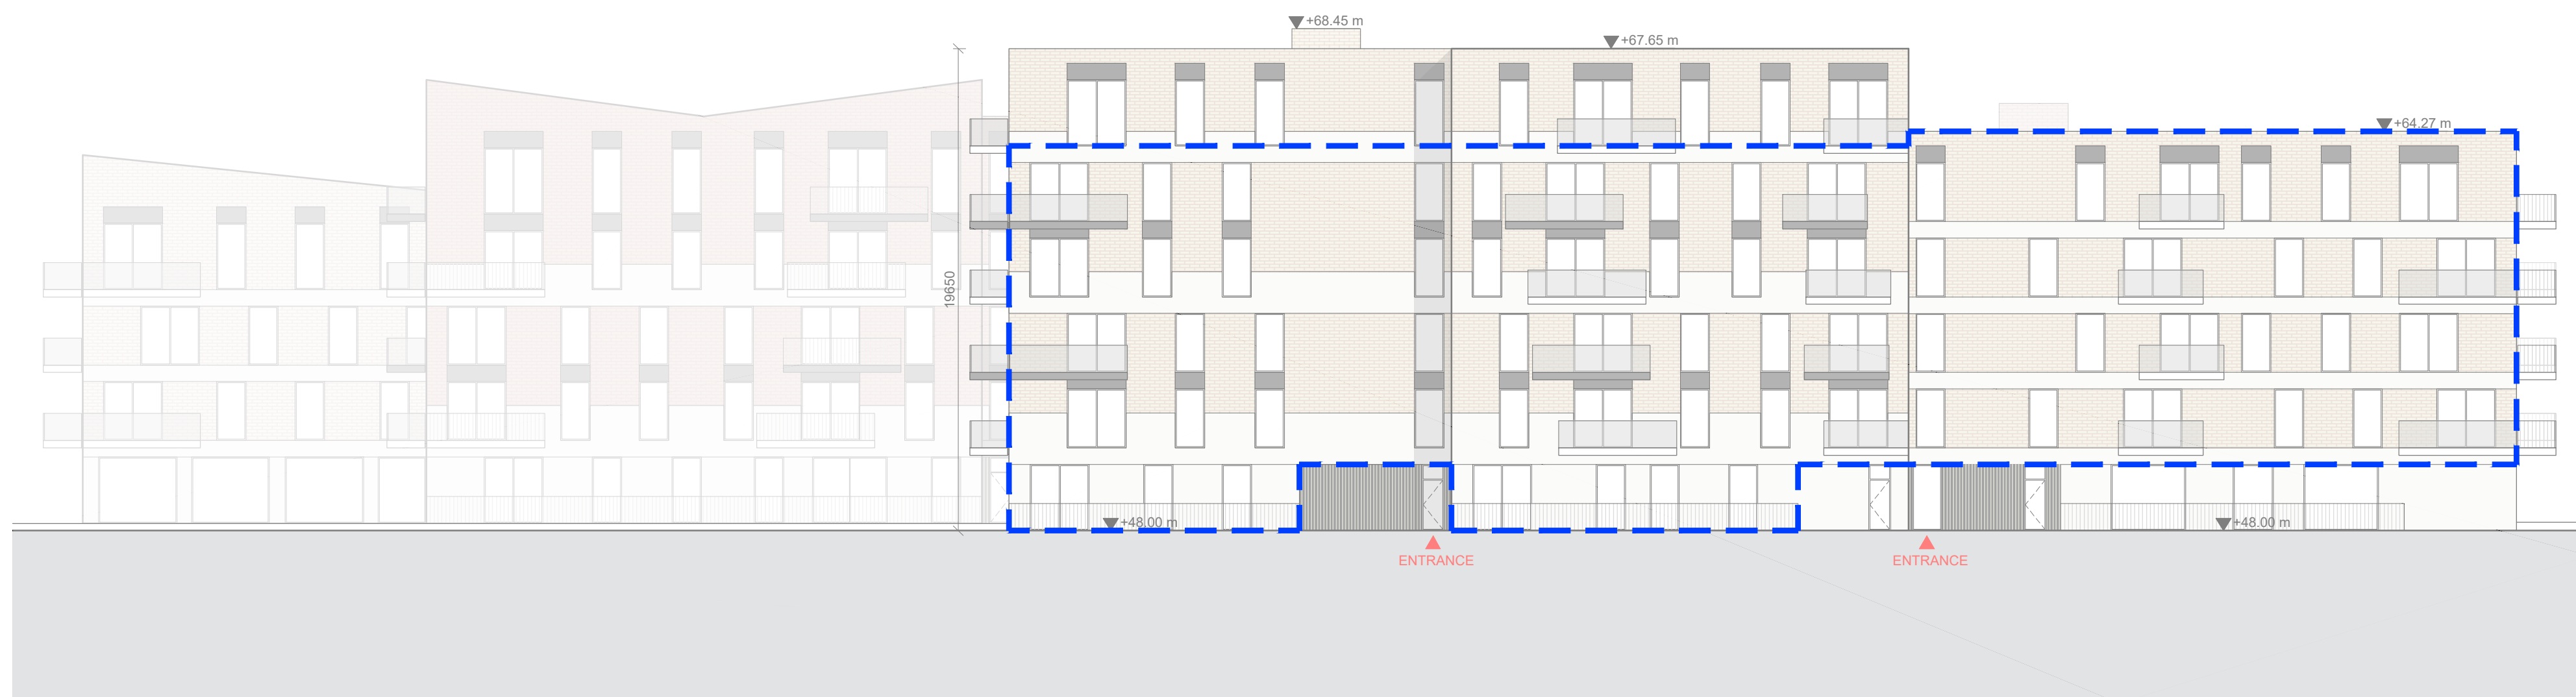 +68.45 m
+67.65 m
+64.27 m
19650
+48.00 m
+48.00 m
ENTRANCE
ENTRANCE